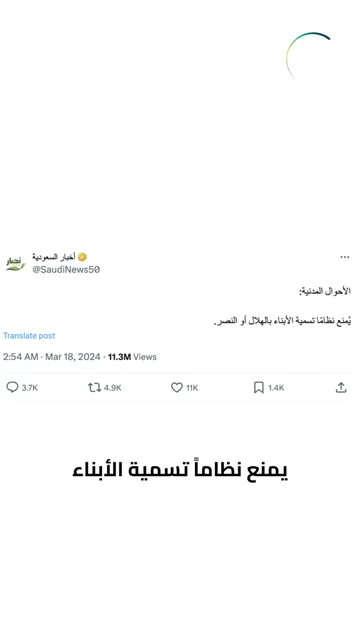 أخبار السعودية
@SaudiNews50
الأحوال المدنية:
يُمنع نظامًا تسمية الأبناء بالهلال أو النصر.
Translate post
2:54 AM · Mar 18, 2024 · 11.3M Views
3.7K 4.9K 11K 1.4K
يمنع نظاماً تسمية الأبناء